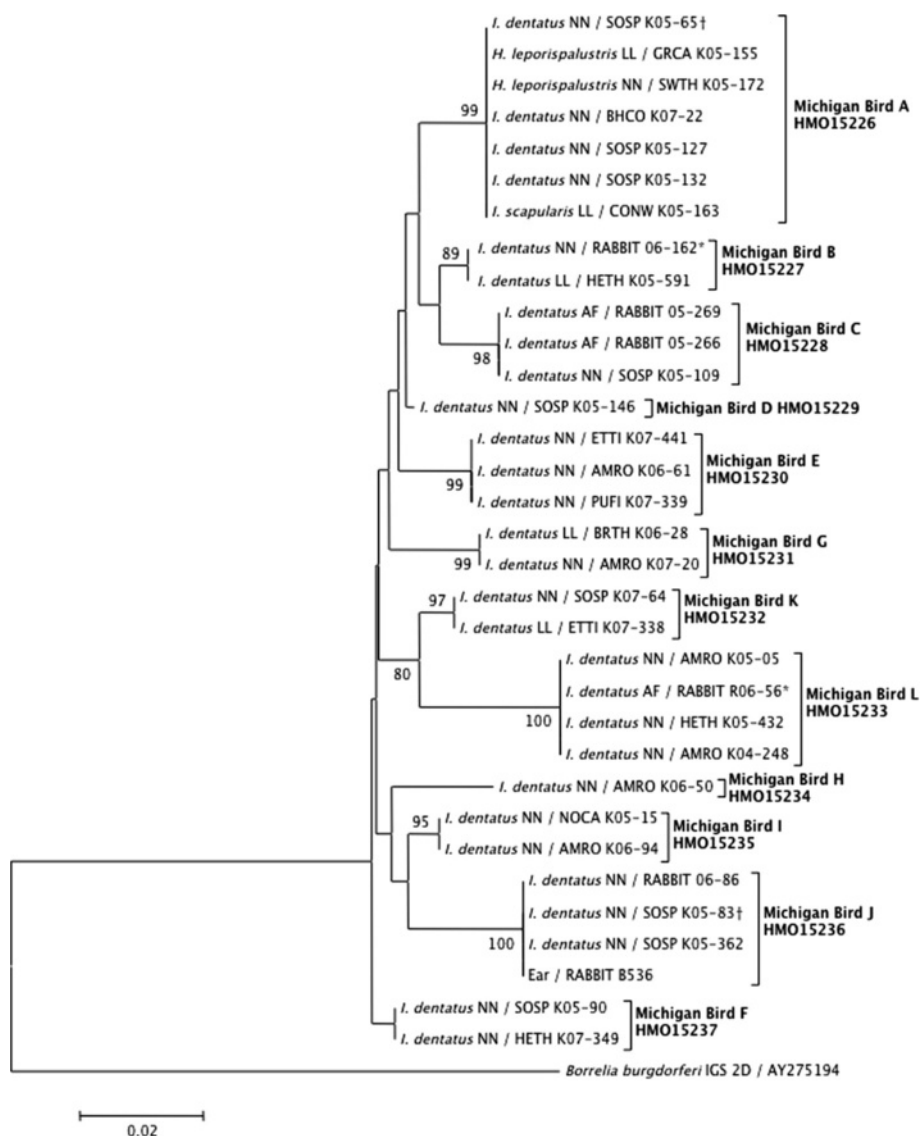 I. dentatus NN / SOSP K05-65†
H. leporispalustris LL / GRCA K05-155
H. leporispalustris NN / SWTH K05-172
I. dentatus NN / BHCO K07-22
I. dentatus NN / SOSP K05-127
I. dentatus NN / SOSP K05-132
I. scapularis LL / CONW K05-163
99
Michigan Bird A
HMO15226
I. dentatus NN / RABBIT 06-162*
I. dentatus LL / HETH K05-591
89
Michigan Bird B
HMO15227
I. dentatus AF / RABBIT 05-269
I. dentatus AF / RABBIT 05-266
I. dentatus NN / SOSP K05-109
98
Michigan Bird C
HMO15228
I. dentatus NN / SOSP K05-146
Michigan Bird D HMO15229
I. dentatus NN / ETTI K07-441
I. dentatus NN / AMRO K06-61
I. dentatus NN / PUFI K07-339
99
Michigan Bird E
HMO15230
I. dentatus LL / BRTH K06-28
I. dentatus NN / AMRO K07-20
99
Michigan Bird G
HMO15231
I. dentatus NN / SOSP K07-64
I. dentatus LL / ETTI K07-338
97
Michigan Bird K
HMO15232
80
I. dentatus NN / AMRO K05-05
I. dentatus AF / RABBIT R06-56*
I. dentatus NN / HETH K05-432
I. dentatus NN / AMRO K04-248
100
Michigan Bird L
HMO15233
I. dentatus NN / AMRO K06-50
Michigan Bird H
HMO15234
I. dentatus NN / NOCA K05-15
I. dentatus NN / AMRO K06-94
95
Michigan Bird I
HMO15235
I. dentatus NN / RABBIT 06-86
I. dentatus NN / SOSP K05-83†
I. dentatus NN / SOSP K05-362
Ear / RABBIT B536
100
Michigan Bird J
HMO15236
I. dentatus NN / SOSP K05-90
I. dentatus NN / HETH K07-349
Michigan Bird F
HMO15237
Borrelia burgdorferi IGS 2D / AY275194
0.02